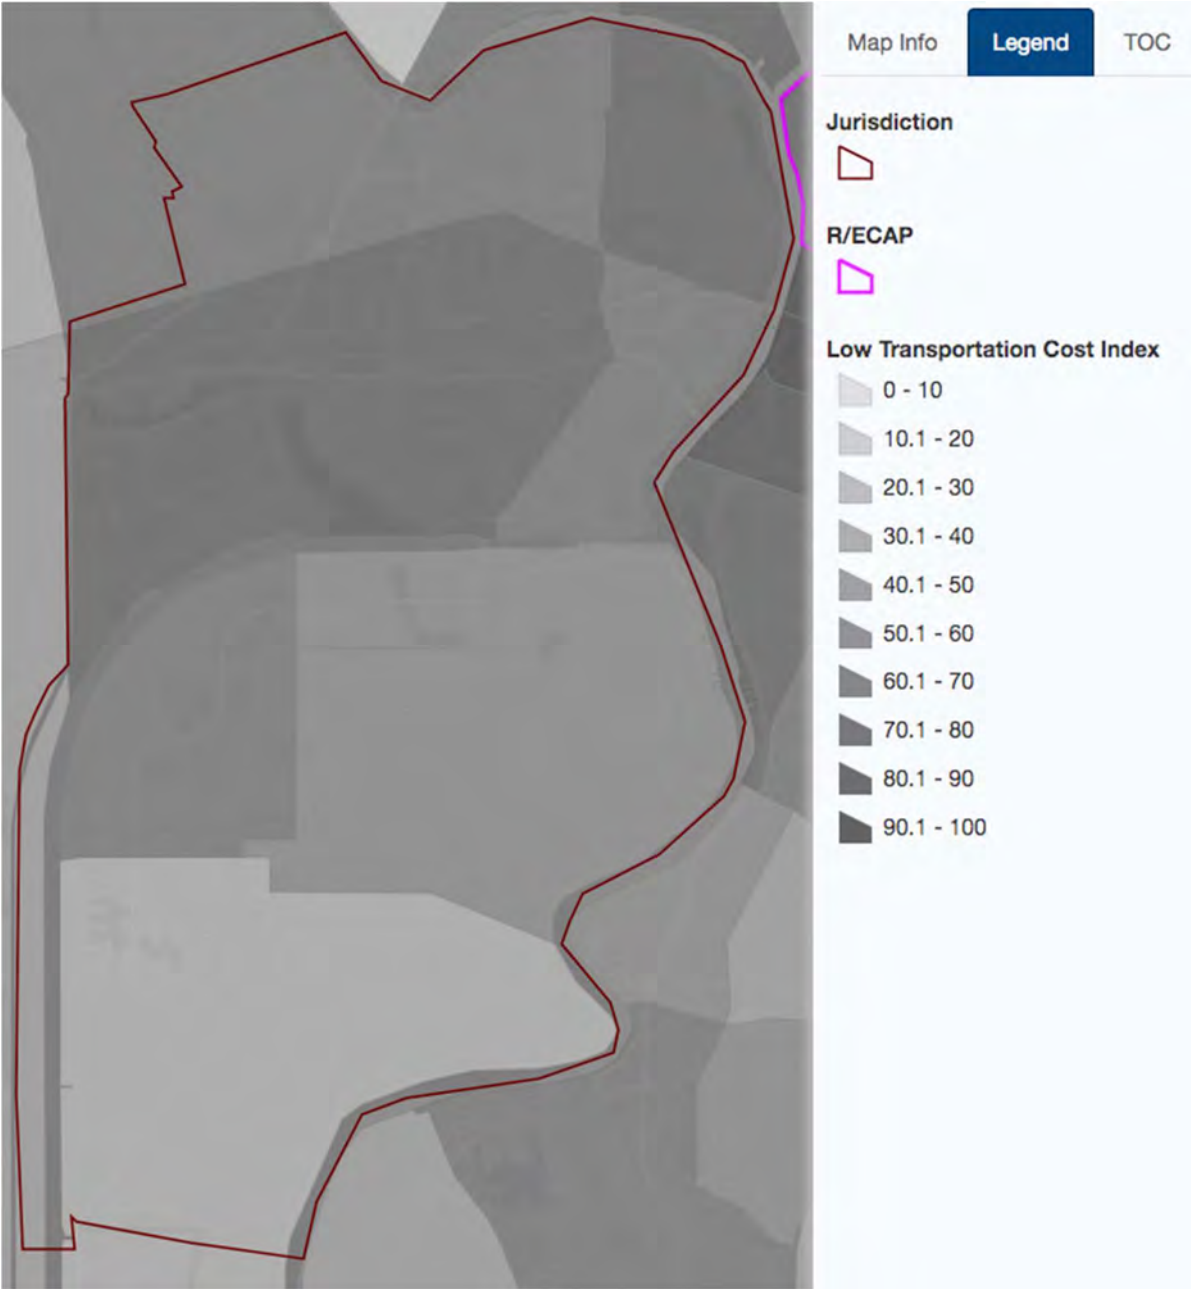 Map Info Legend TOC
Jurisdiction
R/ECAP
Low Transportation Cost Index
0 - 10
10.1 - 20
20.1 - 30
30.1 - 40
40.1 - 50
50.1 - 60
60.1 - 70
70.1 - 80
80.1 - 90
90.1 - 100